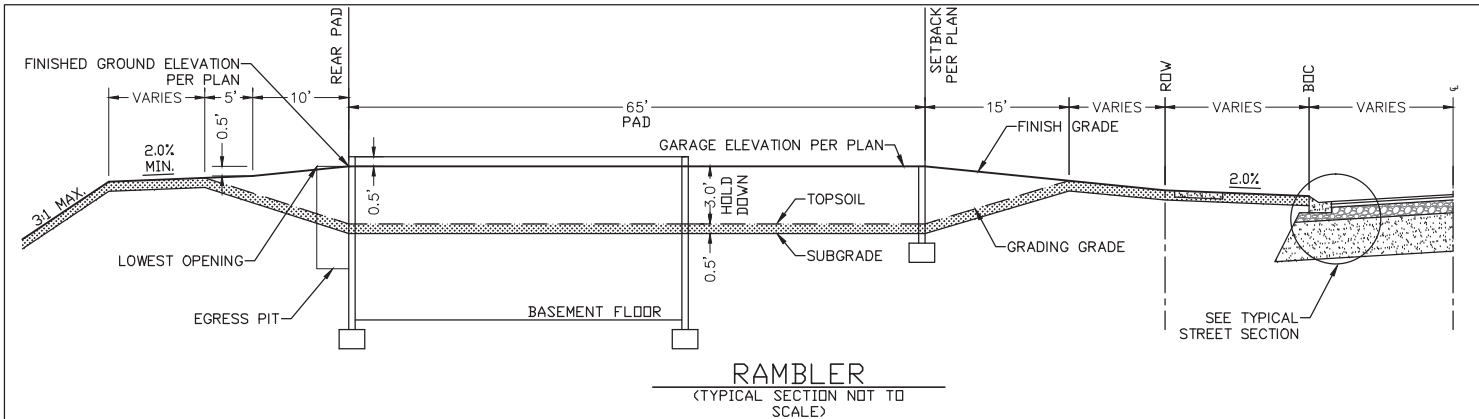 REAR PAD
SETBACK
PER PLAN
ROW
BOC
℄
FINISHED GROUND ELEVATION
PER PLAN
VARIES
5'
10'
65'
PAD
15'
VARIES
VARIES
VARIES
0.5'
2.0%
MIN.
3:1 MAX.
GARAGE ELEVATION PER PLAN
FINISH GRADE
2.0%
0.5'
3.0'
HOLD
DOWN
TOPSOIL
LOWEST OPENING
SUBGRADE
GRADING GRADE
0.5'
EGRESS PIT
BASEMENT FLOOR
SEE TYPICAL
STREET SECTION
RAMBLER
(TYPICAL SECTION NOT TO
SCALE)